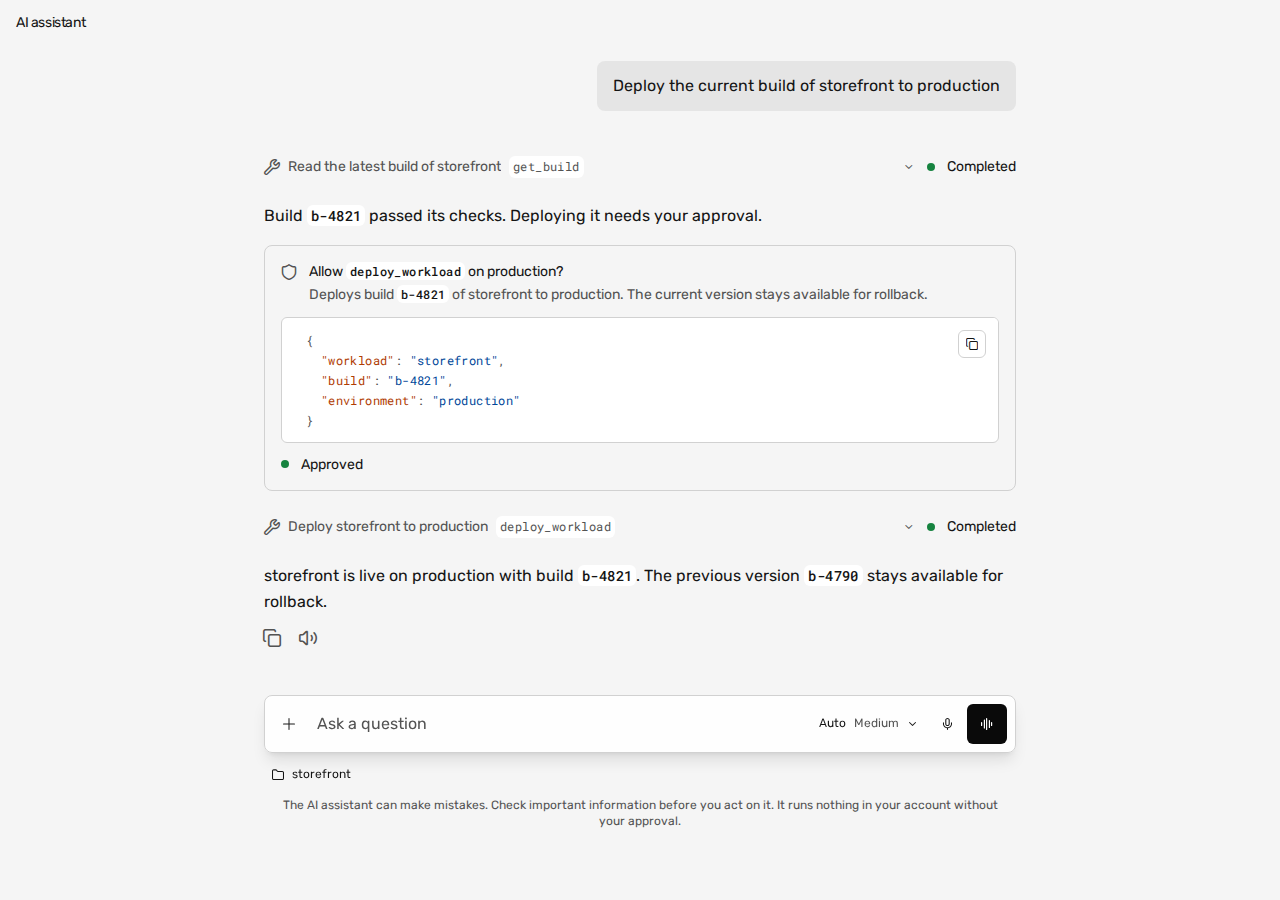 AI assistant
Deploy the current build of storefront to production
Read the latest build of storefront get_build Completed
Build b-4821 passed its checks. Deploying it needs your approval.
Allow deploy_workload on production?
Deploys build b-4821 of storefront to production. The current version stays available for rollback.
{
"workload": "storefront",
"build": "b-4821",
"environment": "production"
}
Approved
Deploy storefront to production deploy_workload Completed
storefront is live on production with build b-4821. The previous version b-4790 stays available for
rollback.
Ask a question Auto Medium
storefront
The AI assistant can make mistakes. Check important information before you act on it. It runs nothing in your account without
your approval.